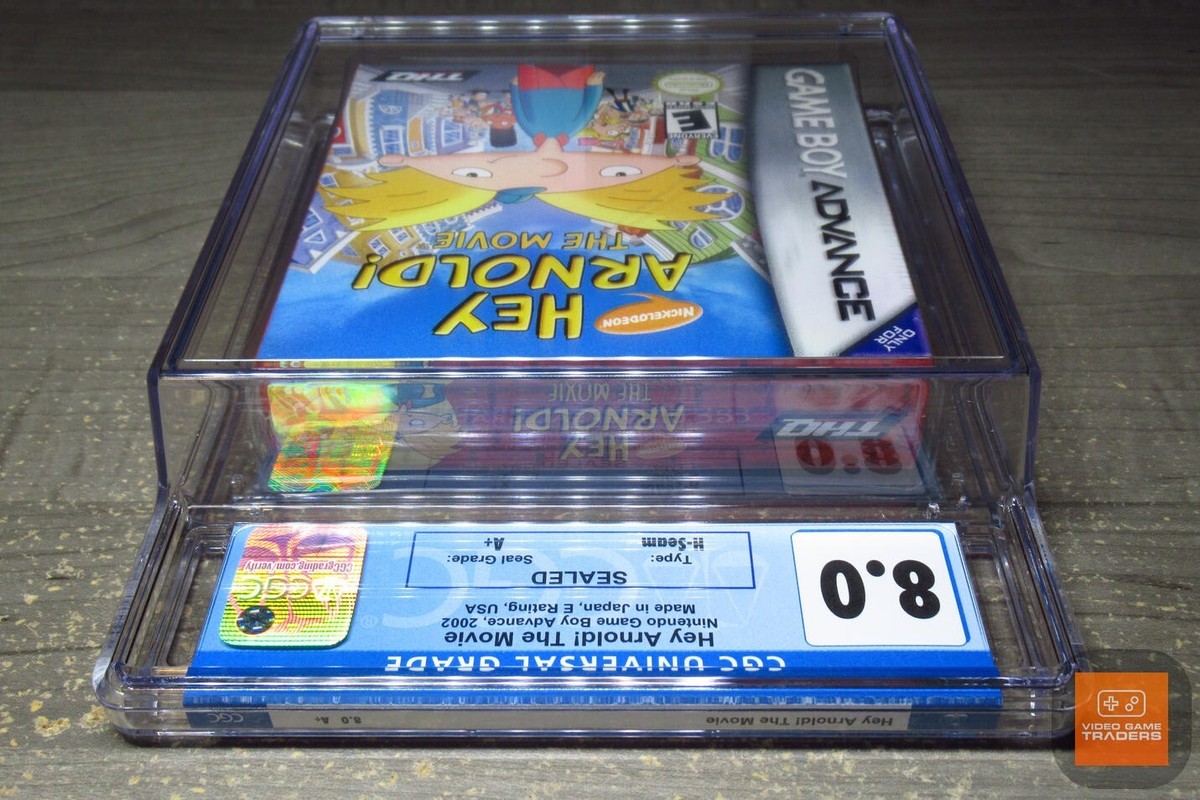 CGC UNIVERSAL GRADE
Hey Arnold! The Movie
Nintendo Game Boy Advance, 2002
Made in Japan, E Rating, USA
SEALED
Type: Seal Grade:
H-Seam A+
8.0
CGC
CGCgrading.com/verify
Hey Arnold! The Movie 8.0 A+ CGC
NICKELODEON
HEY
ARNOLD!
THE MOVIE
THQ
E
EVERYONE
GAME BOY ADVANCE
ONLY
FOR
HEY
ARNOLD!
THE MOVIE
THQ
8.0
VIDEO GAME
TRADERS